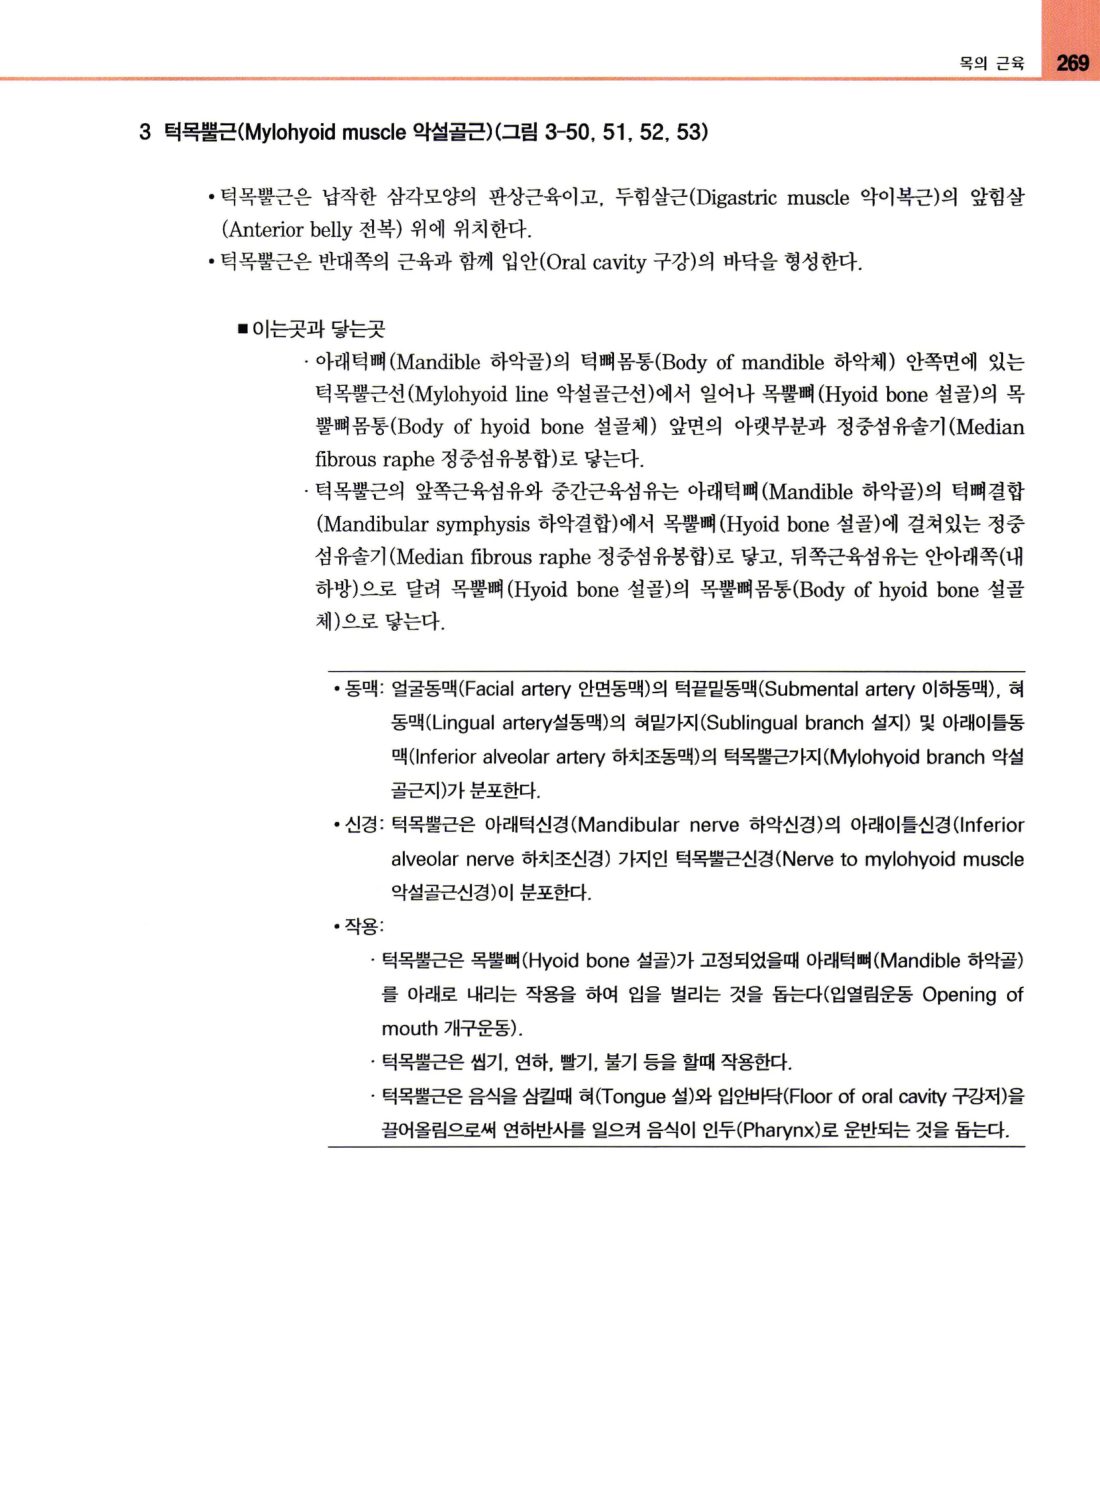 목의 근육 269
3 턱목뿔근(Mylohyoid muscle 악설골근)(그림 3-50, 51, 52, 53)
• 턱목뿔근은 납작한 삼각모양의 판상근육이고, 두힘살근(Digastric muscle 악이복근)의 앞힘살
(Anterior belly 전복) 위에 위치한다.
• 턱목뿔근은 반대쪽의 근육과 함께 입안(Oral cavity 구강)의 바닥을 형성한다.
■ 이는곳과 닿는곳
· 아래턱뼈(Mandible 하악골)의 턱뼈몸통(Body of mandible 하악체) 안쪽면에 있는
턱목뿔근선(Mylohyoid line 악설골근선)에서 일어나 목뿔뼈(Hyoid bone 설골)의 목
뿔뼈몸통(Body of hyoid bone 설골체) 앞면의 아랫부분과 정중섬유솔기(Median
fibrous raphe 정중섬유봉합)로 닿는다.
· 턱목뿔근의 앞쪽근육섬유와 중간근육섬유는 아래턱뼈(Mandible 하악골)의 턱뼈결합
(Mandibular symphysis 하악결합)에서 목뿔뼈(Hyoid bone 설골)에 걸쳐있는 정중
섬유솔기(Median fibrous raphe 정중섬유봉합)로 닿고, 뒤쪽근육섬유는 안아래쪽(내
하방)으로 달려 목뿔뼈(Hyoid bone 설골)의 목뿔뼈몸통(Body of hyoid bone 설골
체)으로 닿는다.
• 동맥: 얼굴동맥(Facial artery 안면동맥)의 턱끝밑동맥(Submental artery 이하동맥), 혀
동맥(Lingual artery설동맥)의 혀밑가지(Sublingual branch 설지) 및 아래이틀동
맥(Inferior alveolar artery 하치조동맥)의 턱목뿔근가지(Mylohyoid branch 악설
골근지)가 분포한다.
• 신경: 턱목뿔근은 아래턱신경(Mandibular nerve 하악신경)의 아래이틀신경(Inferior
alveolar nerve 하치조신경) 가지인 턱목뿔근신경(Nerve to mylohyoid muscle
악설골근신경)이 분포한다.
• 작용:
· 턱목뿔근은 목뿔뼈(Hyoid bone 설골)가 고정되었을때 아래턱뼈(Mandible 하악골)
를 아래로 내리는 작용을 하여 입을 벌리는 것을 돕는다(입열림운동 Opening of
mouth 개구운동).
· 턱목뿔근은 씹기, 연하, 빨기, 불기 등을 할때 작용한다.
· 턱목뿔근은 음식을 삼킬때 혀(Tongue 설)와 입안바닥(Floor of oral cavity 구강저)을
끌어올림으로써 연하반사를 일으켜 음식이 인두(Pharynx)로 운반되는 것을 돕는다.